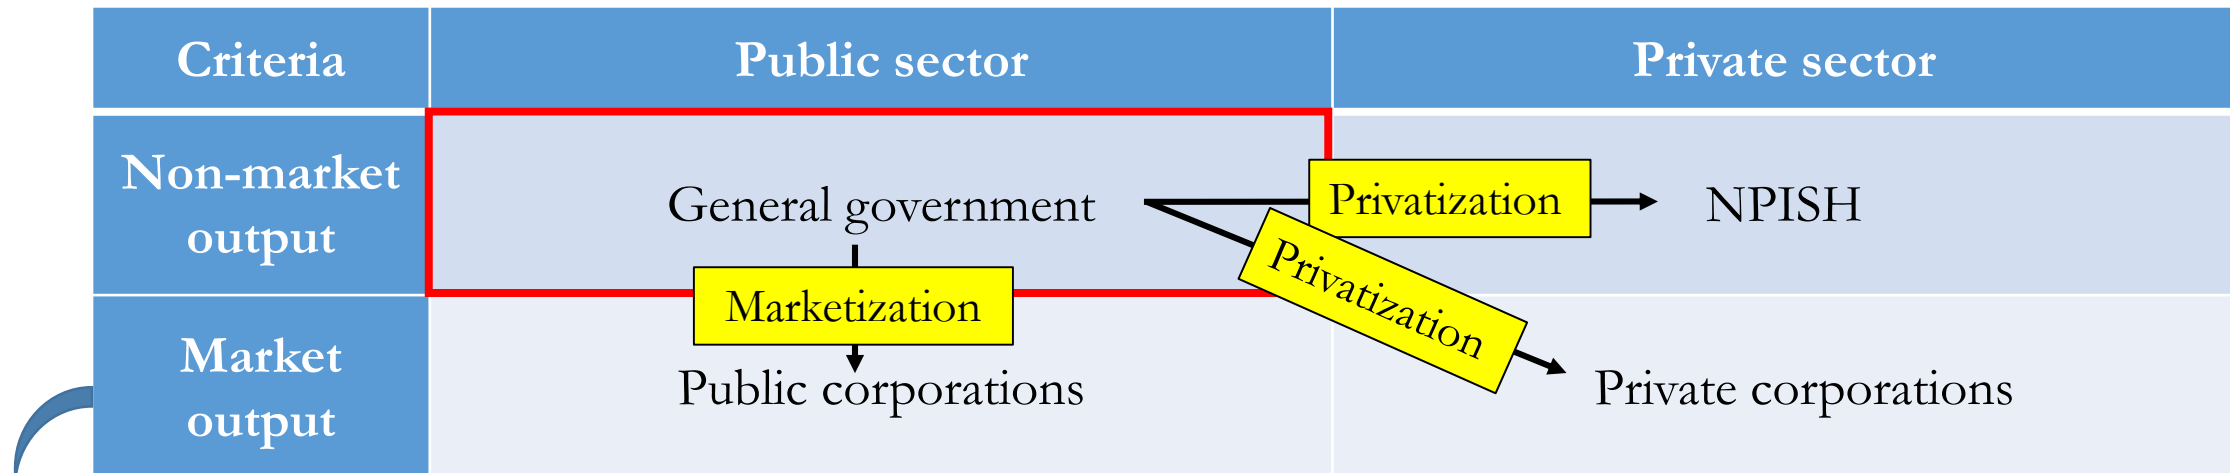 Criteria
Public sector
Private sector
Non-market
output
General government
Privatization
NPISH
Privatization
Marketization
Market
output
Public corporations
Private corporations